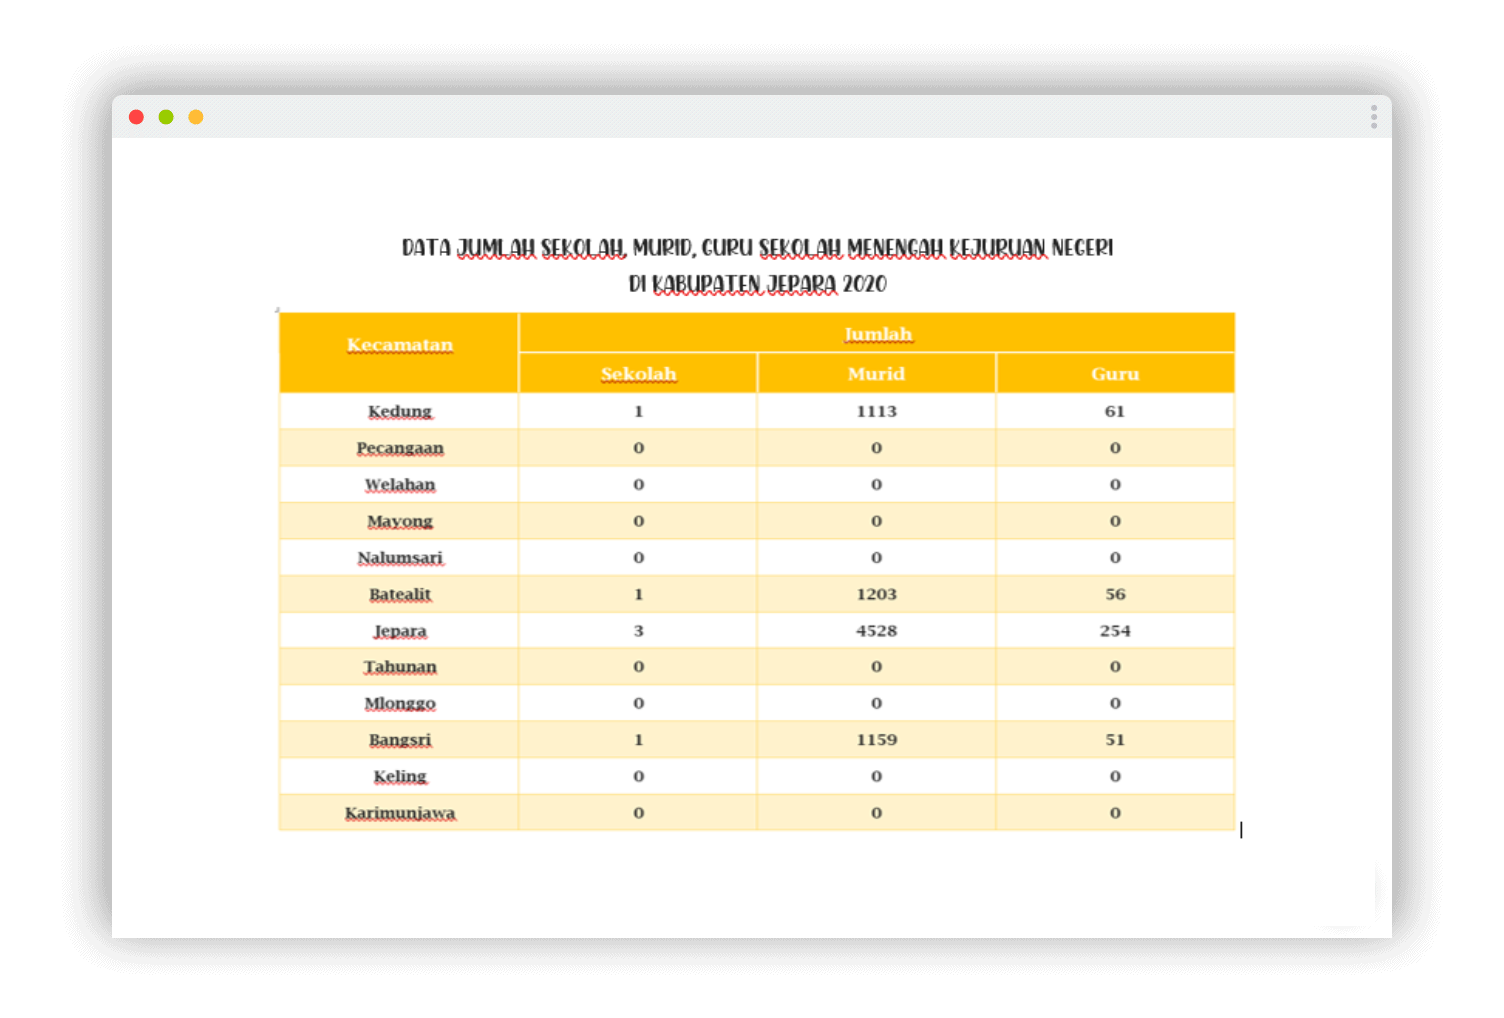 DATA JUMLAH SEKOLAH, MURID, GURU SEKOLAH MENENGAH KEJURUAN NEGERI
DI KABUPATEN JEPARA 2020
Kecamatan Jumlah
Sekolah Murid Guru
Kedung 1 1113 61
Pecangaan 0 0 0
Welahan 0 0 0
Mayong 0 0 0
Nalumsari 0 0 0
Batealit 1 1203 56
Jepara 3 4528 254
Tahunan 0 0 0
Mlonggo 0 0 0
Bangsri 1 1159 51
Keling 0 0 0
Karimunjawa 0 0 0